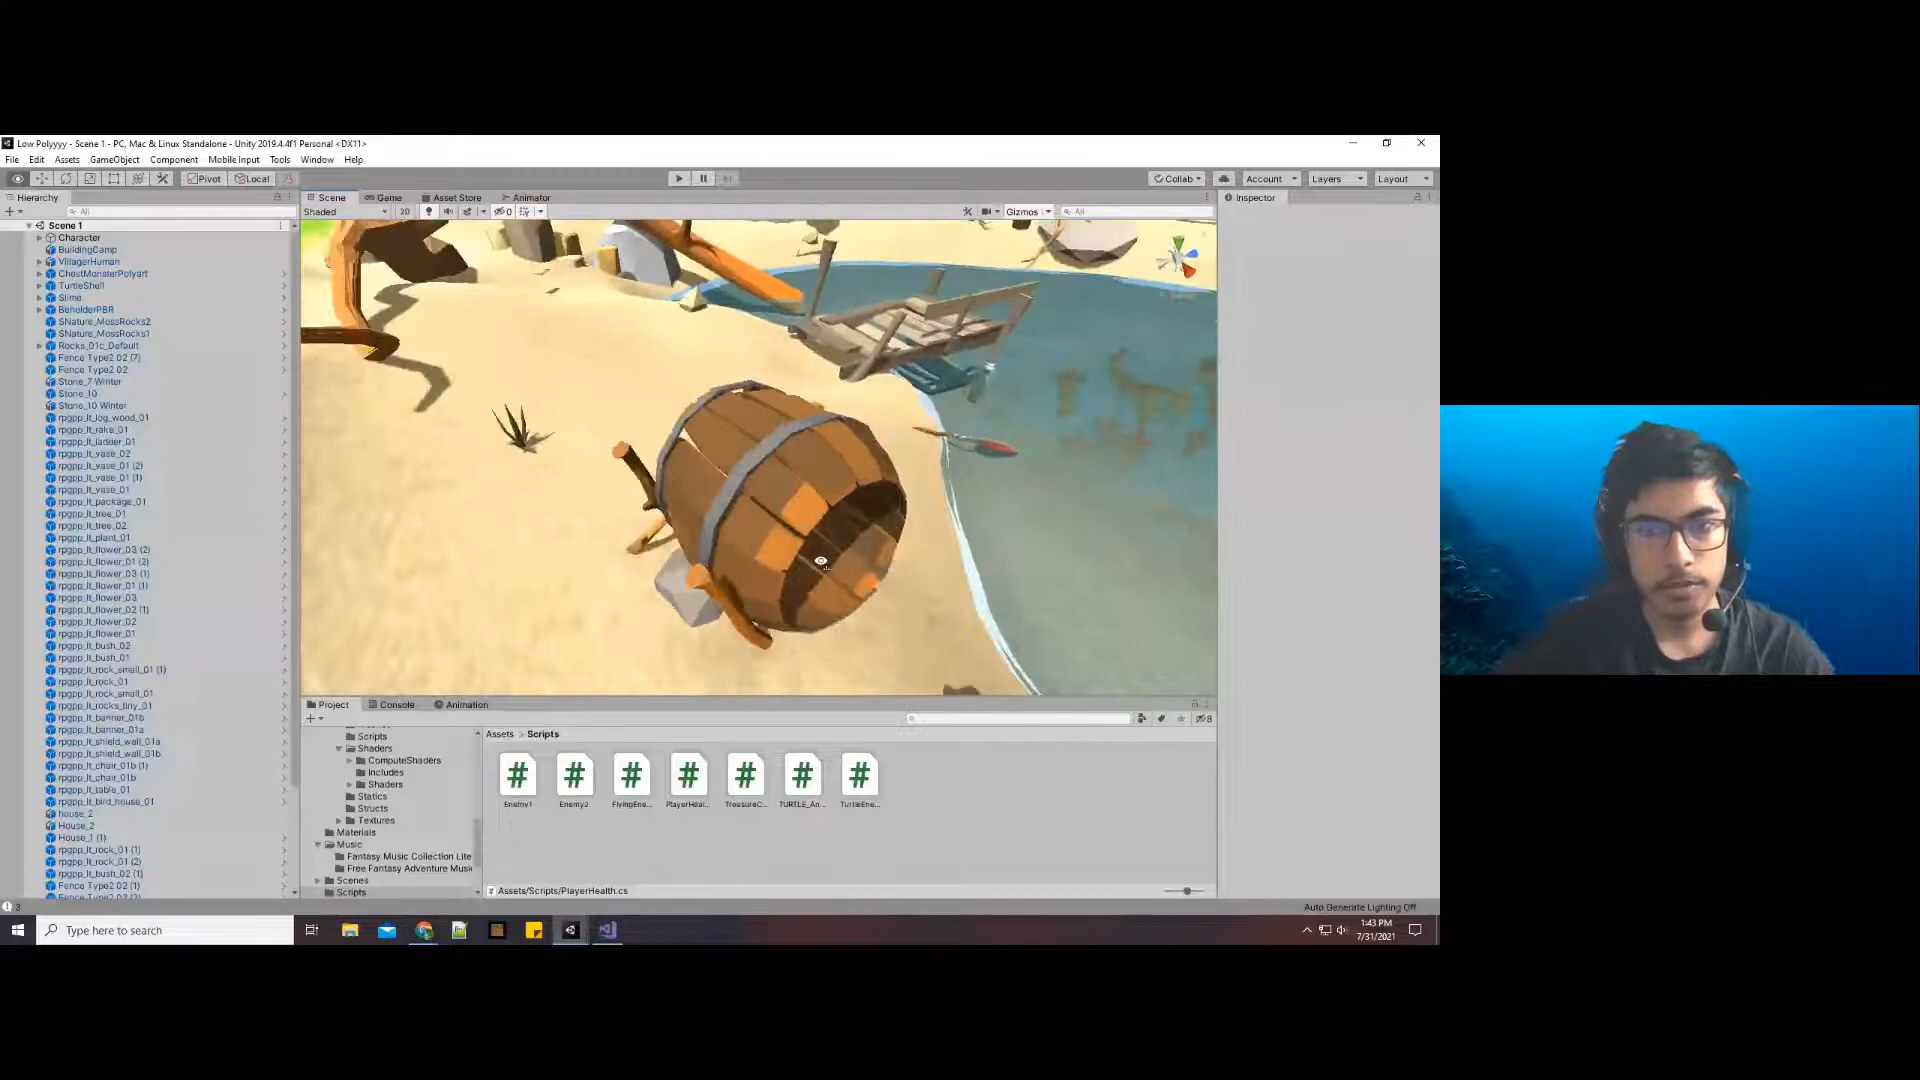 Low Polyyyy - Scene 1 - PC, Mac & Linux Standalone - Unity 2019.4.4f1 Personal <DX11>
File Edit Assets GameObject Component Mobile Input Tools Window Help
Pivot Local Collab Account Layers Layout
Hierarchy Scene Game Asset Store Animator Inspector
All Shaded 2D 0 Gizmos All
Scene 1
Character
BuildingCamp
VillagerHuman
ChestMonsterPolyart
TurtleShell
Slime
BeholderPBR
SNature_MossRocks2
SNature_MossRocks1
Rocks_01c_Default
Fence Type2 02 (7)
Fence Type2 02
Stone_7 Winter
Stone_10
Stone_10 Winter
rpgpp_lt_log_wood_01
rpgpp_lt_rake_01
rpgpp_lt_ladder_01
rpgpp_lt_vase_02
rpgpp_lt_vase_01 (2)
rpgpp_lt_vase_01 (1)
rpgpp_lt_vase_01
rpgpp_lt_package_01
rpgpp_lt_tree_01
rpgpp_lt_tree_02
rpgpp_lt_plant_01
rpgpp_lt_flower_03 (2)
rpgpp_lt_flower_01 (2)
rpgpp_lt_flower_03 (1)
rpgpp_lt_flower_01 (1)
rpgpp_lt_flower_03
rpgpp_lt_flower_02 (1)
rpgpp_lt_flower_02
rpgpp_lt_flower_01
rpgpp_lt_bush_02
rpgpp_lt_bush_01
rpgpp_lt_rock_small_01 (1)
rpgpp_lt_rock_01
rpgpp_lt_rock_small_01
rpgpp_lt_rocks_tiny_01
rpgpp_lt_banner_01b
rpgpp_lt_banner_01a
rpgpp_lt_shield_wall_01a
rpgpp_lt_shield_wall_01b
rpgpp_lt_chair_01b (1)
rpgpp_lt_chair_01b
rpgpp_lt_table_01
rpgpp_lt_bird_house_01
house_2
House_2
House_1 (1)
rpgpp_lt_rock_01 (1)
rpgpp_lt_rock_01 (2)
rpgpp_lt_bush_02 (1)
Fence Type2 02 (1)
Project Console Animation
8
Scripts
Shaders
ComputeShaders
Includes
Shaders
Statics
Structs
Textures
Materials
Music
Fantasy Music Collection Lite
Free Fantasy Adventure Music
Scenes
Scripts
Assets > Scripts
Enemy1 Enemy2 FlyingEne... PlayerHeal... TreasureC... TURTLE_An... TurtleEne...
Assets/Scripts/PlayerHealth.cs
3
Auto Generate Lighting Off
Type here to search
1:43 PM
7/31/2021